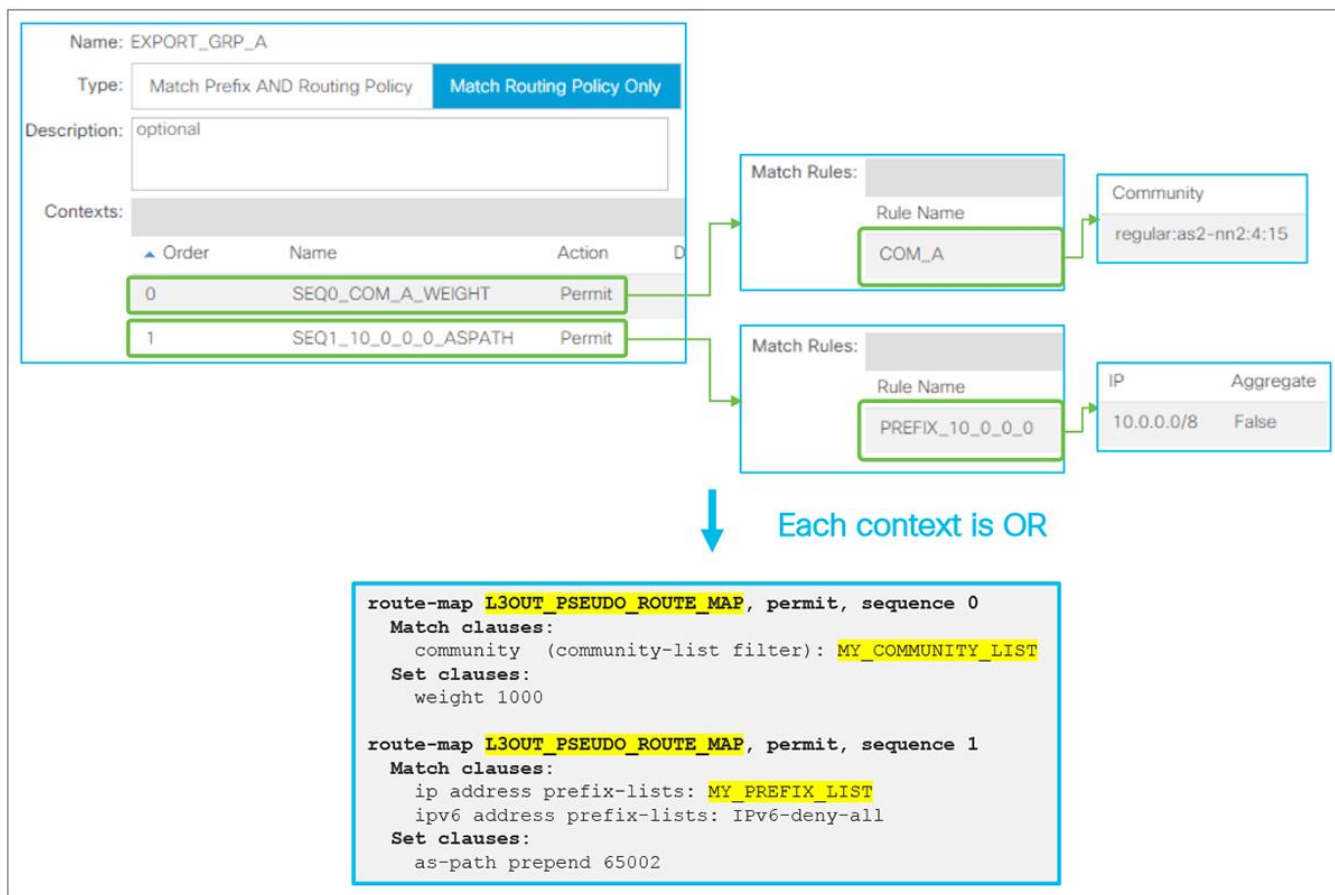 Name: EXPORT_GRP_A
Type: Match Prefix AND Routing Policy Match Routing Policy Only
Description: optional
Contexts:
Order Name Action D
0 SEQ0_COM_A_WEIGHT Permit
1 SEQ1_10_0_0_0_ASPATH Permit
Match Rules:
Rule Name
COM_A
Community
regular:as2-nn2:4:15
Match Rules:
Rule Name
PREFIX_10_0_0_0
IP Aggregate
10.0.0.0/8 False
Each context is OR
route-map L3OUT_PSEUDO_ROUTE_MAP, permit, sequence 0
Match clauses:
community (community-list filter): MY_COMMUNITY_LIST
Set clauses:
weight 1000
route-map L3OUT_PSEUDO_ROUTE_MAP, permit, sequence 1
Match clauses:
ip address prefix-lists: MY_PREFIX_LIST
ipv6 address prefix-lists: IPv6-deny-all
Set clauses:
as-path prepend 65002